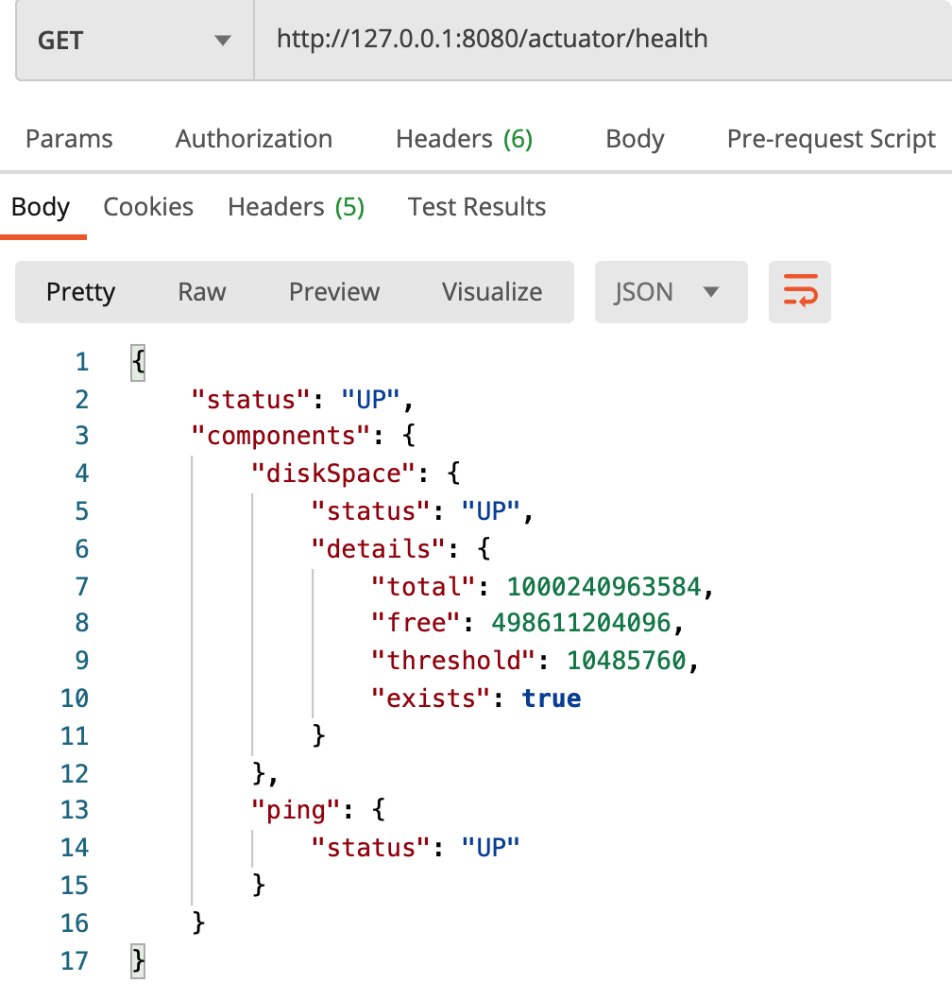 GET http://127.0.0.1:8080/actuator/health
Params Authorization Headers (6) Body Pre-request Script
Body Cookies Headers (5) Test Results
Pretty Raw Preview Visualize JSON
1 {
2 "status": "UP",
3 "components": {
4 "diskSpace": {
5 "status": "UP",
6 "details": {
7 "total": 1000240963584,
8 "free": 498611204096,
9 "threshold": 10485760,
10 "exists": true
11 }
12 },
13 "ping": {
14 "status": "UP"
15 }
16 }
17 }